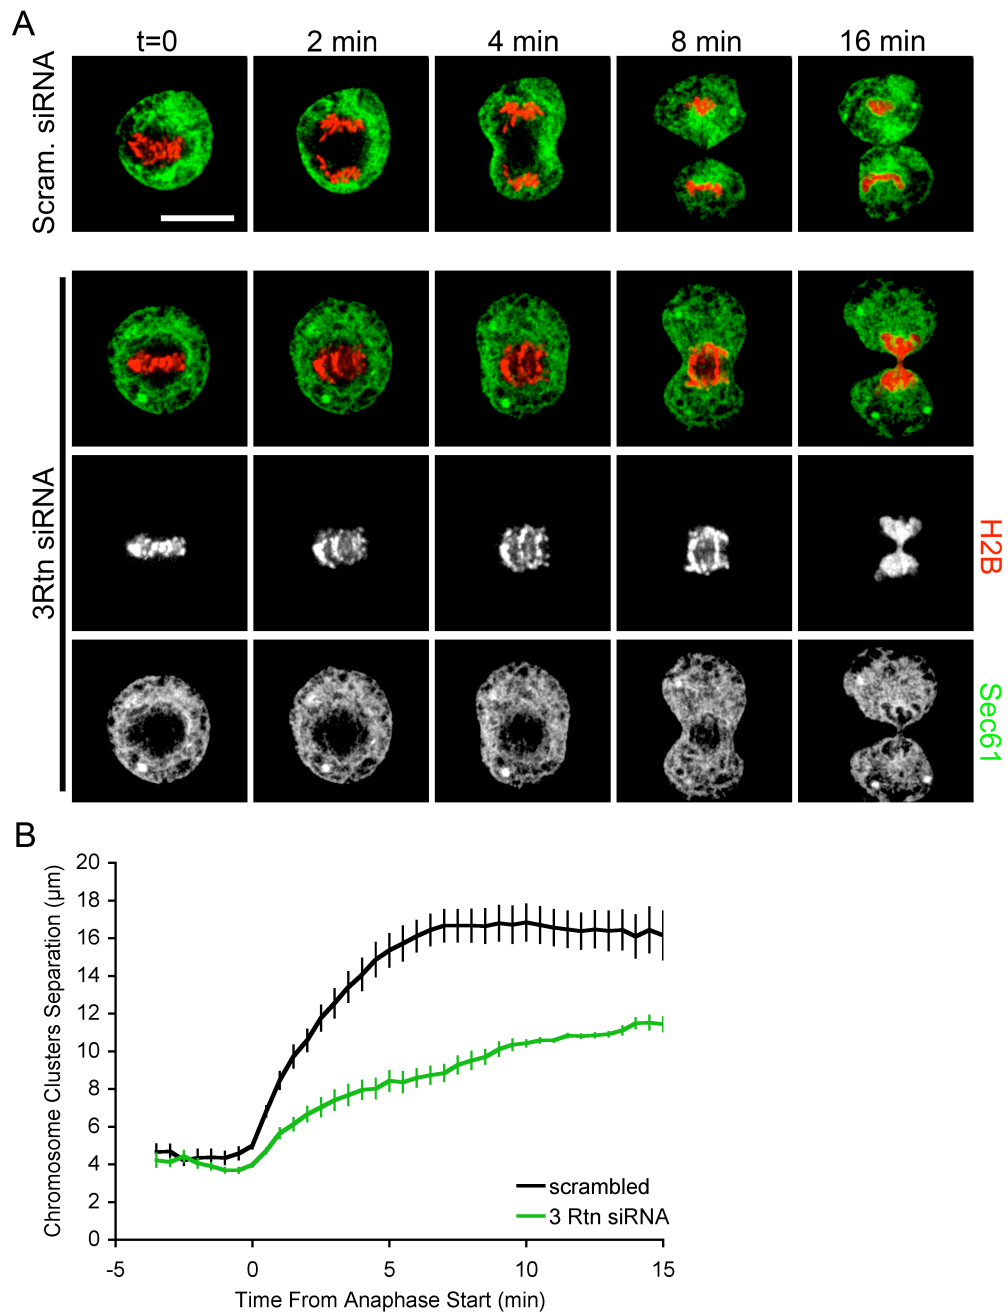 A
t=0 2 min 4 min 8 min 16 min
Scram. siRNA
3Rtn siRNA
H2B
Sec61
B
Chromosome Clusters Separation (µm)
20
18
16
14
12
10
8
6
4
2
0
scrambled
3 Rtn siRNA
-5 0 5 10 15
Time From Anaphase Start (min)